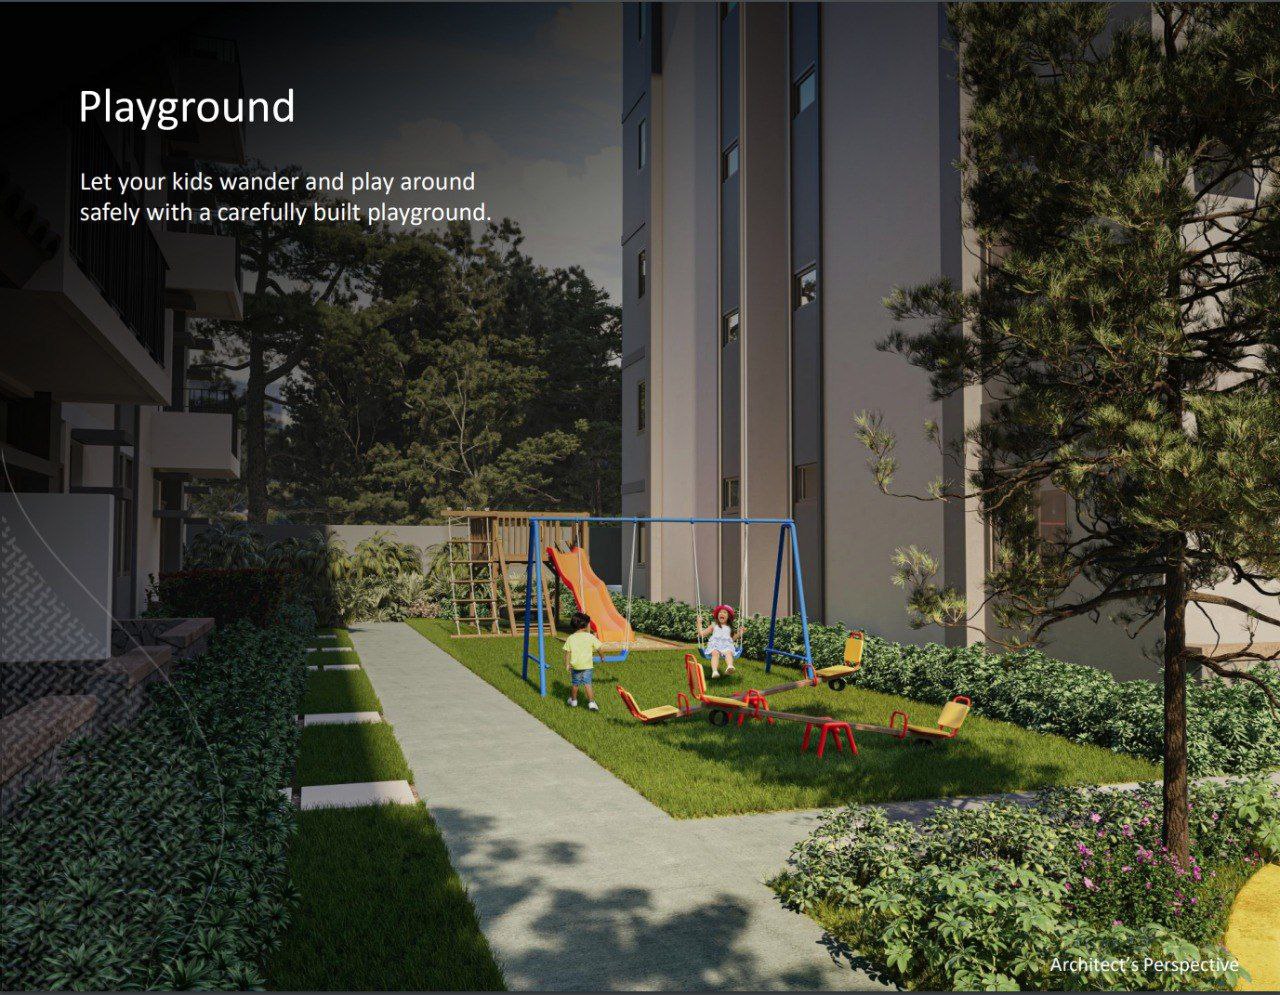 Playground
Let your kids wander and play around
safely with a carefully built playground.
Architect's Perspective